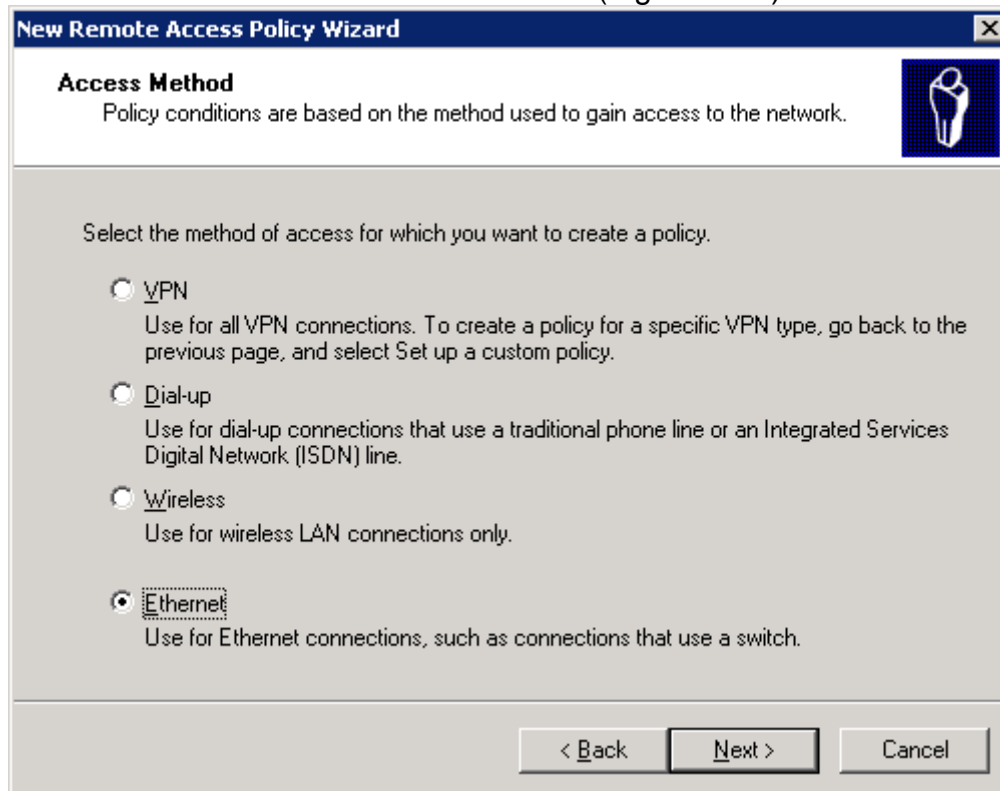 New Remote Access Policy Wizard
Access Method
Policy conditions are based on the method used to gain access to the network.
Select the method of access for which you want to create a policy.
VPN
Use for all VPN connections. To create a policy for a specific VPN type, go back to the
previous page, and select Set up a custom policy.
Dial-up
Use for dial-up connections that use a traditional phone line or an Integrated Services
Digital Network (ISDN) line.
Wireless
Use for wireless LAN connections only.
Ethernet
Use for Ethernet connections, such as connections that use a switch.
< Back Next > Cancel